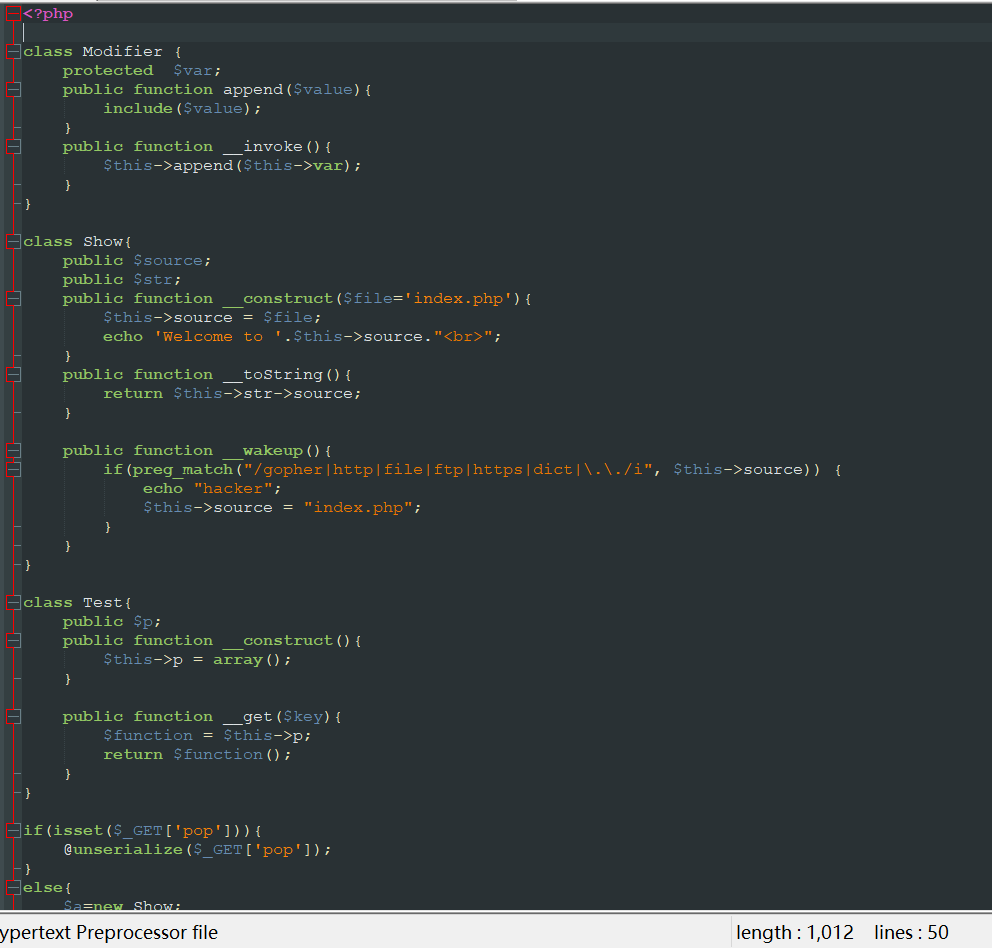 <?php
class Modifier {
    protected  $var;
    public function append($value){
        include($value);
    }
    public function __invoke(){
        $this->append($this->var);
    }
}
class Show{
    public $source;
    public $str;
    public function __construct($file='index.php'){
        $this->source = $file;
        echo 'Welcome to '.$this->source."<br>";
    }
    public function __toString(){
        return $this->str->source;
    }
    public function __wakeup(){
        if(preg_match("/gopher|http|file|ftp|https|dict|\.\./i", $this->source)) {
            echo "hacker";
            $this->source = "index.php";
        }
    }
}
class Test{
    public $p;
    public function __construct(){
        $this->p = array();
    }
    public function __get($key){
        $function = $this->p;
        return $function();
    }
}
if(isset($_GET['pop'])){
    @unserialize($_GET['pop']);
}
else{
    $a=new Show;
ypertext Preprocessor file length : 1,012 lines : 50